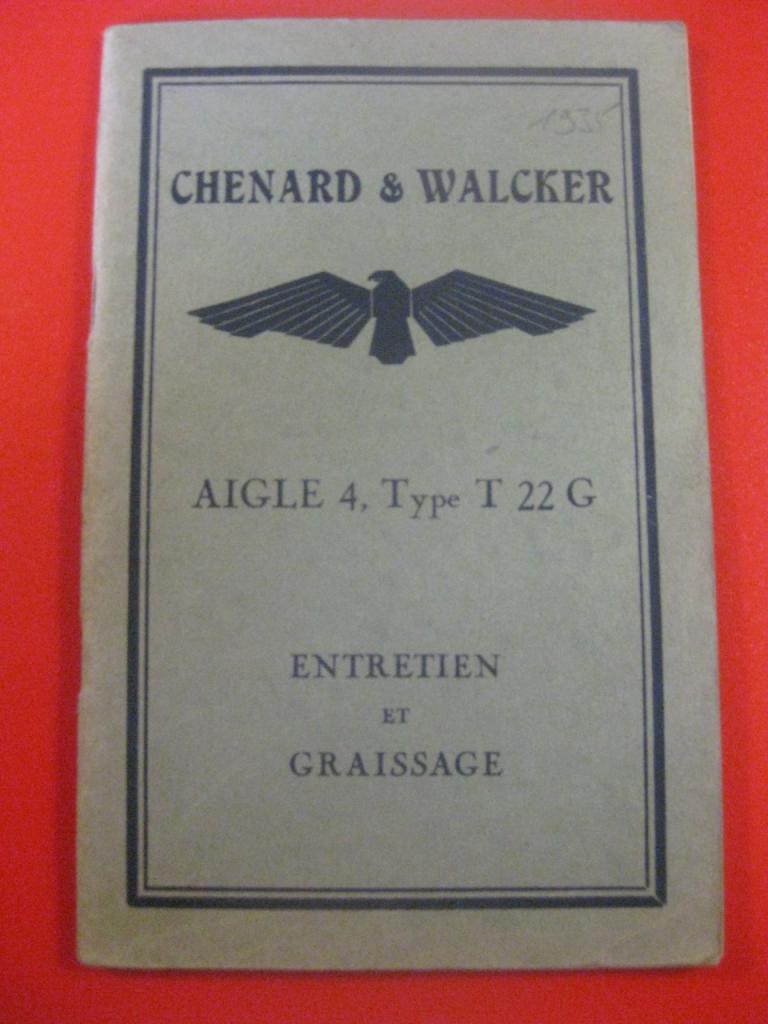 1935
CHENARD & WALCKER
AIGLE 4, Type T 22 G
ENTRETIEN
ET
GRAISSAGE